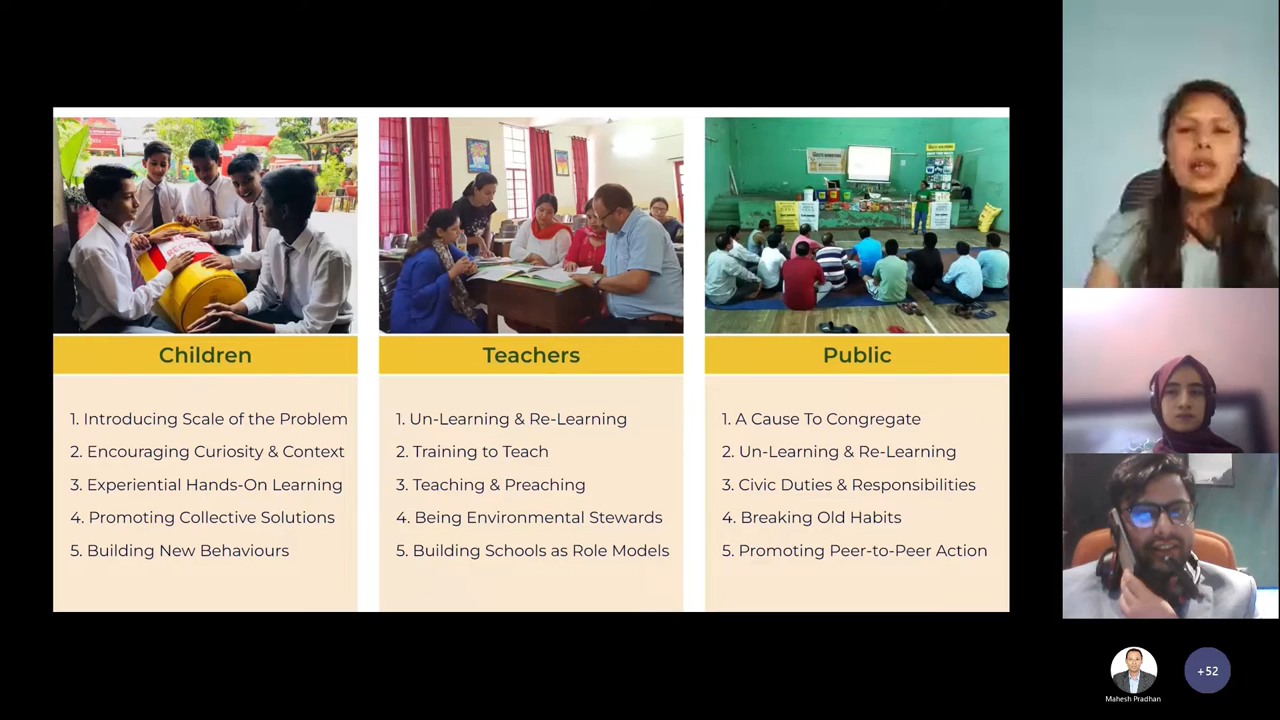 RECYCLE
Children
1. Introducing Scale of the Problem
2. Encouraging Curiosity & Context
3. Experiential Hands-On Learning
4. Promoting Collective Solutions
5. Building New Behaviours
Teachers
1. Un-Learning & Re-Learning
2. Training to Teach
3. Teaching & Preaching
4. Being Environmental Stewards
5. Building Schools as Role Models
Public
1. A Cause To Congregate
2. Un-Learning & Re-Learning
3. Civic Duties & Responsibilities
4. Breaking Old Habits
5. Promoting Peer-to-Peer Action
Mahesh Pradhan
+52